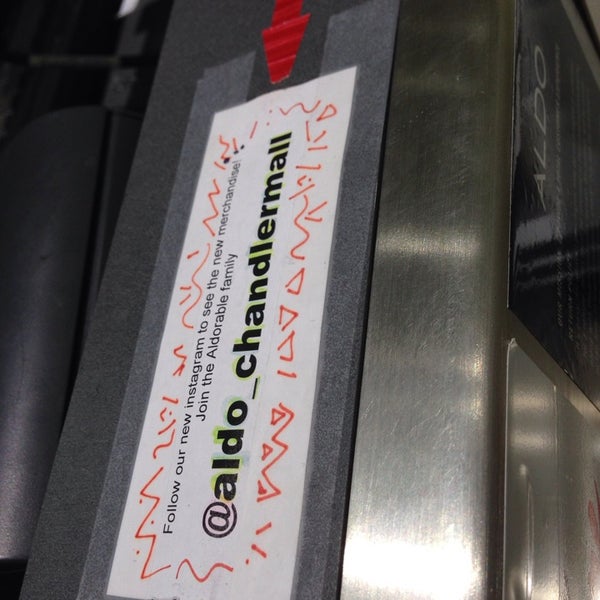 Follow our new instagram to see the new merchandise!
Join the Aldorable family
@aldo_chandlermall
ALDO